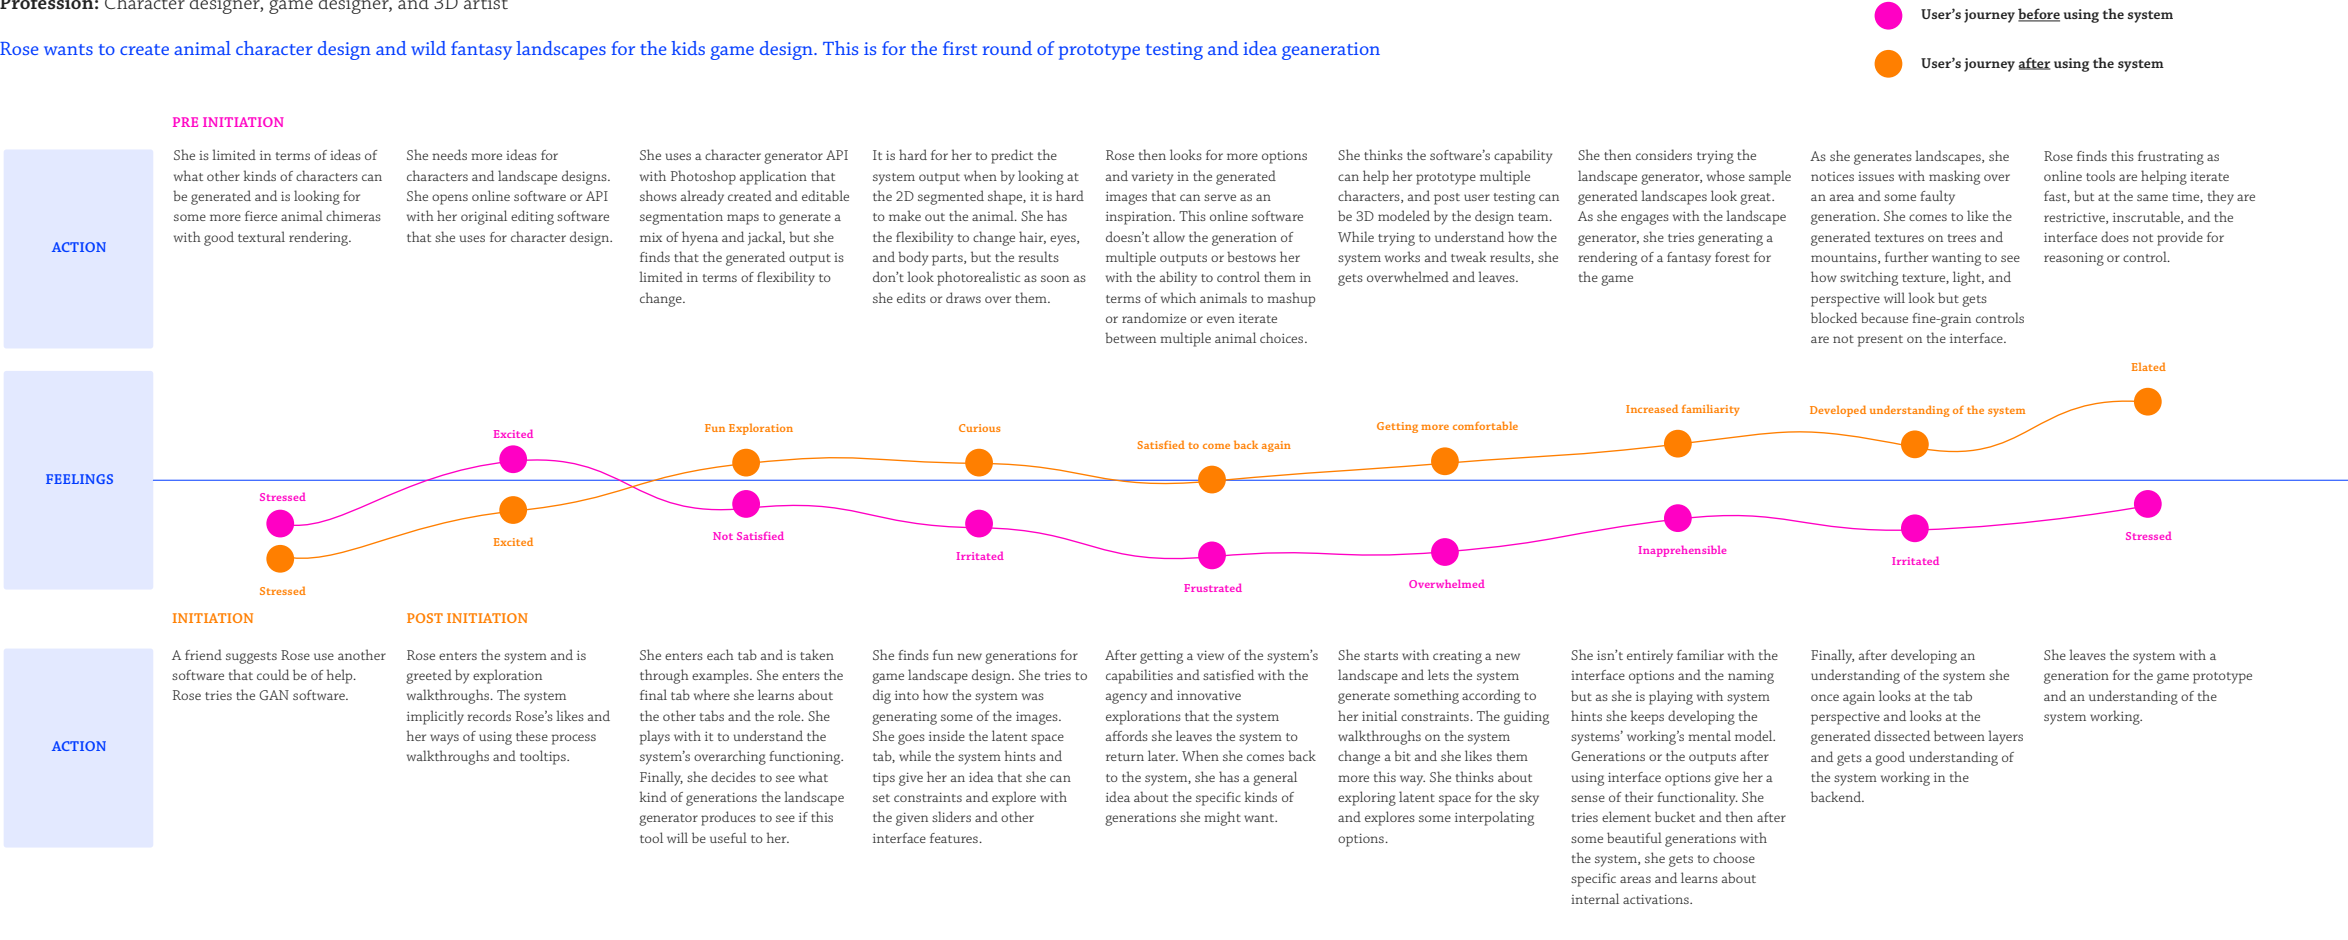 Profession: Character designer, game designer, and 3D artist
Rose wants to create animal character design and wild fantasy landscapes for the kids game design. This is for the first round of prototype testing and idea geaneration
User's journey before using the system
User's journey after using the system
PRE INITIATION
ACTION
She is limited in terms of ideas of
what other kinds of characters can
be generated and is looking for
some more fierce animal chimeras
with good textural rendering.
She needs more ideas for
characters and landscape designs.
She opens online software or API
with her original editing software
that she uses for character design.
She uses a character generator API
with Photoshop application that
shows already created and editable
segmentation maps to generate a
mix of hyena and jackal, but she
finds that the generated output is
limited in terms of flexibility to
change.
It is hard for her to predict the
system output when by looking at
the 2D segmented shape, it is hard
to make out the animal. She has
the flexibility to change hair, eyes,
and body parts, but the results
don't look photorealistic as soon as
she edits or draws over them.
Rose then looks for more options
and variety in the generated
images that can serve as an
inspiration. This online software
doesn't allow the generation of
multiple outputs or bestows her
with the ability to control them in
terms of which animals to mashup
or randomize or even iterate
between multiple animal choices.
She thinks the software's capability
can help her prototype multiple
characters, and post user testing can
be 3D modeled by the design team.
While trying to understand how the
system works and tweak results, she
gets overwhelmed and leaves.
She then considers trying the
landscape generator, whose sample
generated landscapes look great.
As she engages with the landscape
generator, she tries generating a
rendering of a fantasy forest for
the game
As she generates landscapes, she
notices issues with masking over
an area and some faulty
generation. She comes to like the
generated textures on trees and
mountains, further wanting to see
how switching texture, light, and
perspective will look but gets
blocked because fine-grain controls
are not present on the interface.
Rose finds this frustrating as
online tools are helping iterate
fast, but at the same time, they are
restrictive, inscrutable, and the
interface does not provide for
reasoning or control.
FEELINGS
Stressed
Excited
Fun Exploration
Curious
Satisfied to come back again
Getting more comfortable
Increased familiarity
Developed understanding of the system
Elated
Stressed
Excited
Not Satisfied
Irritated
Frustrated
Overwhelmed
Inapprehensible
Irritated
Stressed
INITIATION
POST INITIATION
ACTION
A friend suggests Rose use another
software that could be of help.
Rose tries the GAN software.
Rose enters the system and is
greeted by exploration
walkthroughs. The system
implicitly records Rose's likes and
her ways of using these process
walkthroughs and tooltips.
She enters each tab and is taken
through examples. She enters the
final tab where she learns about
the other tabs and the role. She
plays with it to understand the
system's overarching functioning.
Finally, she decides to see what
kind of generations the landscape
generator produces to see if this
tool will be useful to her.
She finds fun new generations for
game landscape design. She tries to
dig into how the system was
generating some of the images.
She goes inside the latent space
tab, while the system hints and
tips give her an idea that she can
set constraints and explore with
the given sliders and other
interface features.
After getting a view of the system's
capabilities and satisfied with the
agency and innovative
explorations that the system
affords she leaves the system to
return later. When she comes back
to the system, she has a general
idea about the specific kinds of
generations she might want.
She starts with creating a new
landscape and lets the system
generate something according to
her initial constraints. The guiding
walkthroughs on the system
change a bit and she likes them
more this way. She thinks about
exploring latent space for the sky
and explores some interpolating
options.
She isn't entirely familiar with the
interface options and the naming
but as she is playing with system
hints she keeps developing the
systems' working's mental model.
Generations or the outputs after
using interface options give her a
sense of their functionality. She
tries element bucket and then after
some beautiful generations with
the system, she gets to choose
specific areas and learns about
internal activations.
Finally, after developing an
understanding of the system she
once again looks at the tab
perspective and looks at the
generated dissected between layers
and gets a good understanding of
the system working in the
backend.
She leaves the system with a
generation for the game prototype
and an understanding of the
system working.